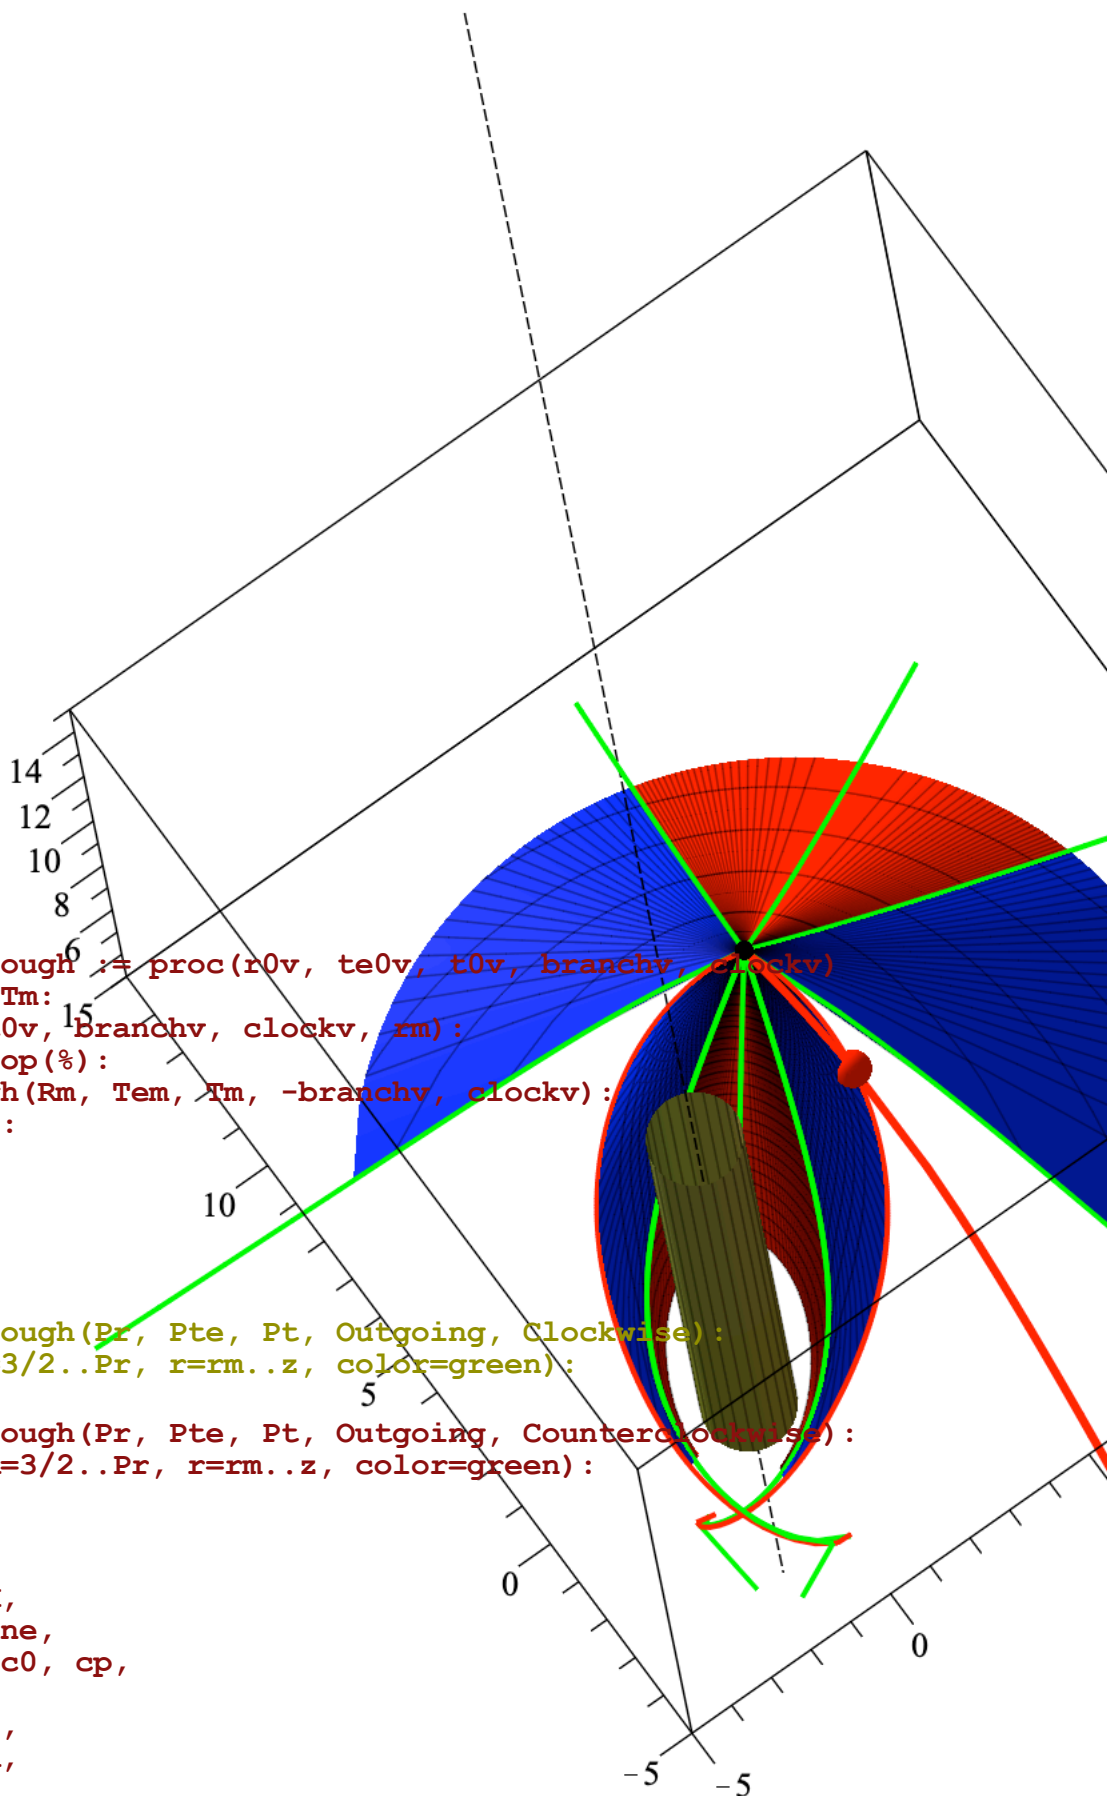 14
12
10
8
6
ough := proc(r0v, te0v, t0v, branchv, clockv)
Tm:
15
0v, branchv, clockv, rm):
op(%):
h(Rm, Tem, Tm, -branchv, clockv):
:
10
ough(Pr, Pte, Pt, Outgoing, Clockwise):
3/2..Pr, r=rm..z, color=green):
5
ough(Pr, Pte, Pt, Outgoing, Counterclockwise):
=3/2..Pr, r=rm..z, color=green):
0
,
ne,
c0, cp,
0
,
,
-5
-5